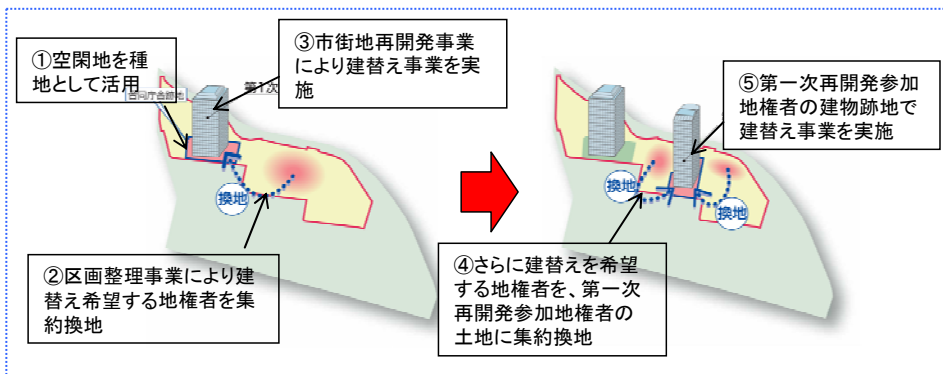 ①空閑地を種
地として活用
合同庁舎跡地
第1次
③市街地再開発事業
により建替え事業を実
施
換地
②区画整理事業により建
替え希望する地権者を集
約換地
⑤第一次再開発参加
地権者の建物跡地で
建替え事業を実施
換地
換地
④さらに建替えを希望
する地権者を、第一次
再開発参加地権者の
土地に集約換地